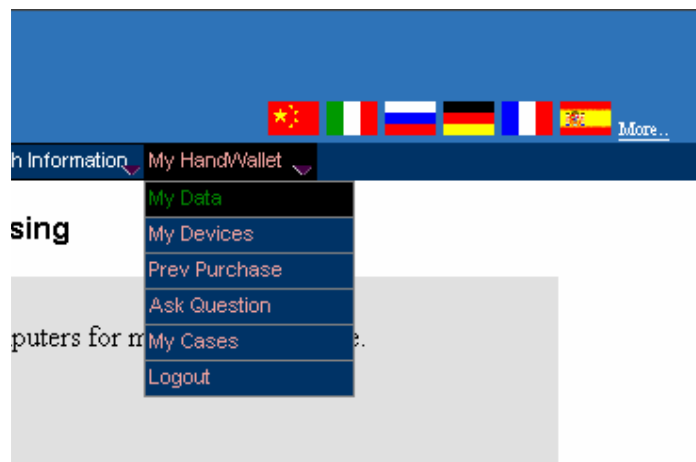 More..
h Information My HandWallet
My Data
sing
My Devices
Prev Purchase
Ask Question
puters for m
My Cases
e.
Logout